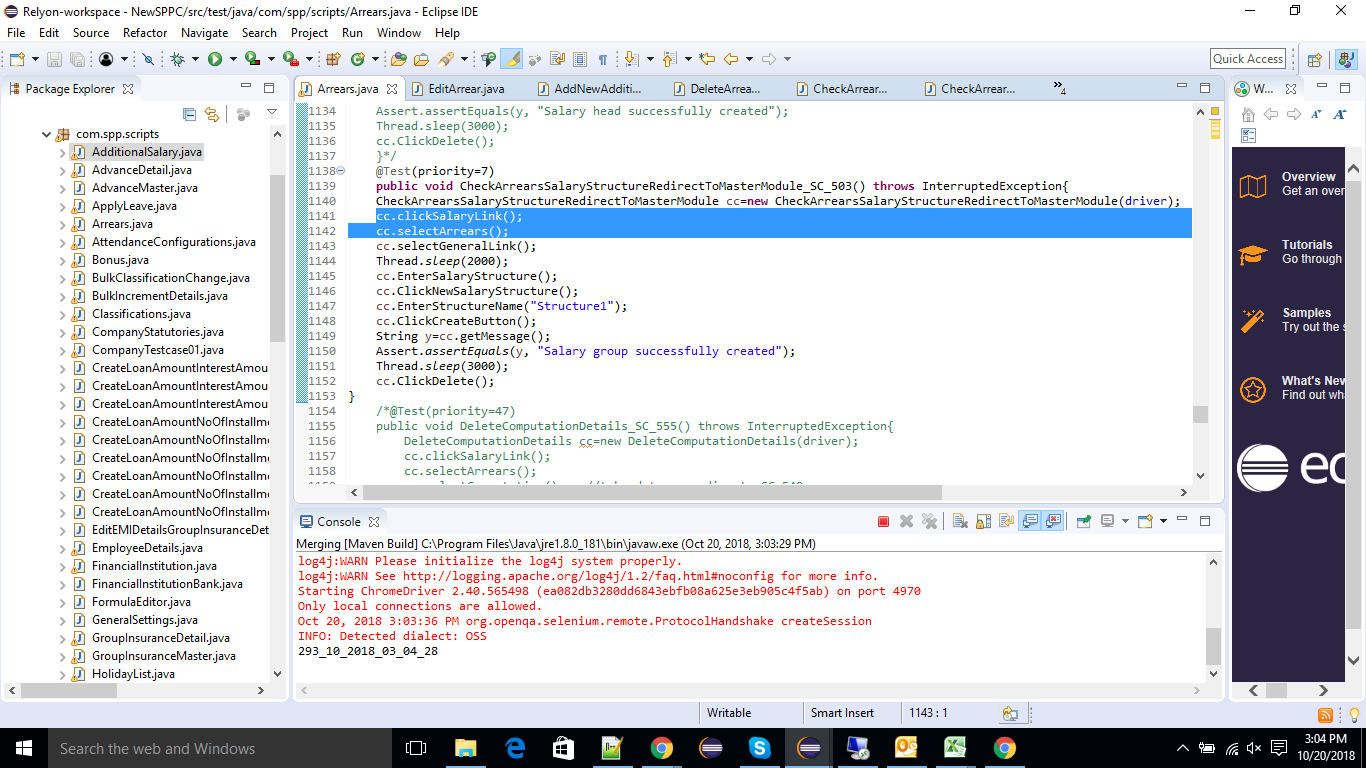 Relyon-workspace - NewSPPC/src/test/java/com/spp/scripts/Arrears.java - Eclipse IDE
File Edit Source Refactor Navigate Search Project Run Window Help
Quick Access
Package Explorer
com.spp.scripts
AdditionalSalary.java
AdvanceDetail.java
AdvanceMaster.java
ApplyLeave.java
Arrears.java
AttendanceConfigurations.java
Bonus.java
BulkClassificationChange.java
BulkIncrementDetails.java
Classifications.java
CompanyStatutories.java
CompanyTestcase01.java
CreateLoanAmountInterestAmou
CreateLoanAmountInterestAmou
CreateLoanAmountInterestAmou
CreateLoanAmountNoOfInstallm
CreateLoanAmountNoOfInstallm
CreateLoanAmountNoOfInstallm
CreateLoanAmountNoOfInstallm
CreateLoanAmountNoOfInstallm
CreateLoanAmountNoOfInstallm
EditEMIDetailsGroupInsuranceDet
EmployeeDetails.java
FinancialInstitution.java
FinancialInstitutionBank.java
FormulaEditor.java
GeneralSettings.java
GroupInsuranceDetail.java
GroupInsuranceMaster.java
HolidayList.java
Arrears.java EditArrear.java AddNewAdditi... DeleteArrea... CheckArrear... CheckArrear... »4
1134 Assert.assertEquals(y, "Salary head successfully created");
1135 Thread.sleep(3000);
1136 cc.ClickDelete();
1137 }*/
1138 @Test(priority=7)
1139 public void CheckArrearsSalaryStructureRedirectToMasterModule_SC_503() throws InterruptedException{
1140 CheckArrearsSalaryStructureRedirectToMasterModule cc=new CheckArrearsSalaryStructureRedirectToMasterModule(driver);
1141 cc.clickSalaryLink();
1142 cc.selectArrears();
1143 cc.selectGeneralLink();
1144 Thread.sleep(2000);
1145 cc.EnterSalaryStructure();
1146 cc.ClickNewSalaryStructure();
1147 cc.EnterStructureName("Structure1");
1148 cc.ClickCreateButton();
1149 String y=cc.getMessage();
1150 Assert.assertEquals(y, "Salary group successfully created");
1151 Thread.sleep(3000);
1152 cc.ClickDelete();
1153 }
1154 /*@Test(priority=47)
1155 public void DeleteComputationDetails_SC_555() throws InterruptedException{
1156 DeleteComputationDetails cc=new DeleteComputationDetails(driver);
1157 cc.clickSalaryLink();
1158 cc.selectArrears();
W...
Overview
Get an over
Tutorials
Go through
Samples
Try out the s
What's New
Find out wh
ec
Console
Merging [Maven Build] C:\Program Files\Java\jre1.8.0_181\bin\javaw.exe (Oct 20, 2018, 3:03:29 PM)
log4j:WARN Please initialize the log4j system properly.
log4j:WARN See http://logging.apache.org/log4j/1.2/faq.html#noconfig for more info.
Starting ChromeDriver 2.40.565498 (ea082db3280dd6843ebfb08a625e3eb905c4f5ab) on port 4970
Only local connections are allowed.
Oct 20, 2018 3:03:36 PM org.openqa.selenium.remote.ProtocolHandshake createSession
INFO: Detected dialect: OSS
293_10_2018_03_04_28
Writable Smart Insert 1143 : 1
Search the web and Windows
3:04 PM
10/20/2018